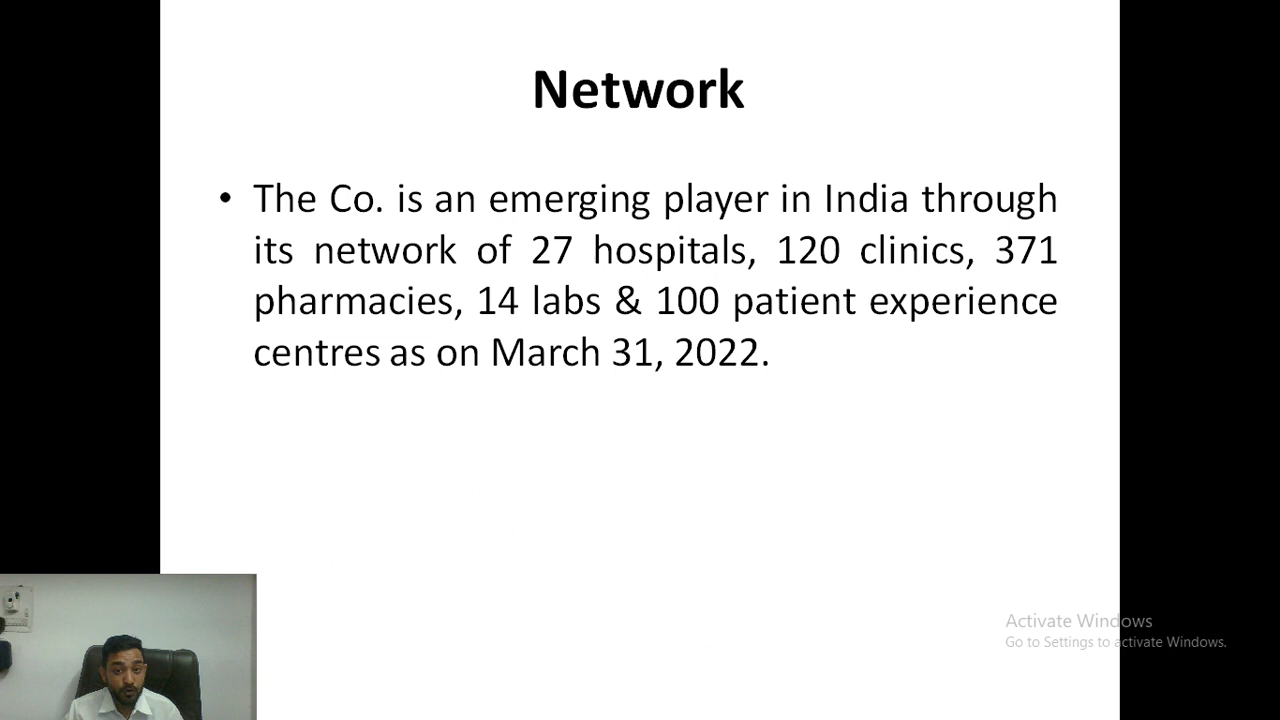 Network
• The Co. is an emerging player in India through
its network of 27 hospitals, 120 clinics, 371
pharmacies, 14 labs & 100 patient experience
centres as on March 31, 2022.
Activate Windows
Go to Settings to activate Windows.